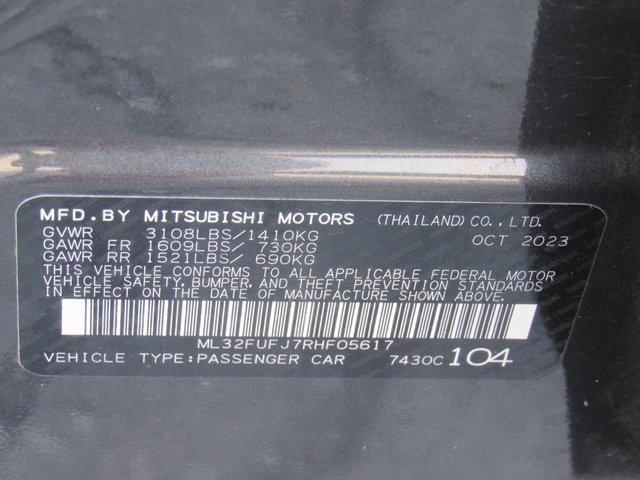 MFD.BY MITSUBISHI MOTORS (THAILAND)CO.,LTD.
GVWR 3108LBS/1410KG OCT 2023
GAWR FR 1609LBS/ 730KG
GAWR RR 1521LBS/ 690KG
THIS VEHICLE CONFORMS TO ALL APPLICABLE FEDERAL MOTOR
VEHICLE SAFETY, BUMPER, AND THEFT PREVENTION STANDARDS
IN EFFECT ON THE DATE OF MANUFACTURE SHOWN ABOVE.
ML32FUFJ7RHF05617
VEHICLE TYPE:PASSENGER CAR 7430C 104